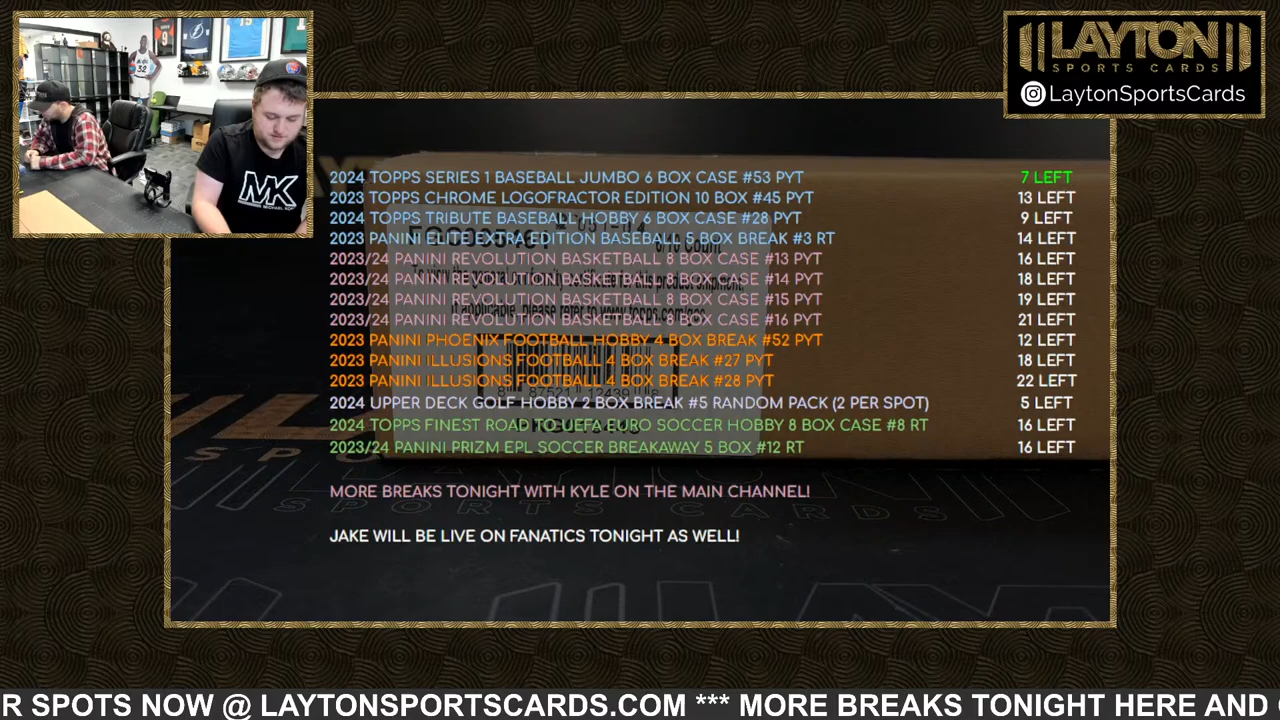 LAYTON
SPORTS CARDS
LaytonSportsCards
MK
2024 TOPPS SERIES 1 BASEBALL JUMBO 6 BOX CASE #53 PYT 7 LEFT
2023 TOPPS CHROME LOGOFRACTOR EDITION 10 BOX #45 PYT 13 LEFT
2024 TOPPS TRIBUTE BASEBALL HOBBY 6 BOX CASE #28 PYT 9 LEFT
2023 PANINI ELITE EXTRA EDITION BASEBALL 5 BOX BREAK #3 RT 14 LEFT
2023/24 PANINI REVOLUTION BASKETBALL 8 BOX CASE #13 PYT 16 LEFT
2023/24 PANINI REVOLUTION BASKETBALL 8 BOX CASE #14 PYT 18 LEFT
2023/24 PANINI REVOLUTION BASKETBALL 8 BOX CASE #15 PYT 19 LEFT
2023/24 PANINI REVOLUTION BASKETBALL 8 BOX CASE #16 PYT 21 LEFT
2023 PANINI PHOENIX FOOTBALL HOBBY 4 BOX BREAK #52 PYT 12 LEFT
2023 PANINI ILLUSIONS FOOTBALL 4 BOX BREAK #27 PYT 18 LEFT
2023 PANINI ILLUSIONS FOOTBALL 4 BOX BREAK #28 PYT 22 LEFT
2024 UPPER DECK GOLF HOBBY 2 BOX BREAK #5 RANDOM PACK (2 PER SPOT) 5 LEFT
2024 TOPPS FINEST ROAD TO UEFA EURO SOCCER HOBBY 8 BOX CASE #8 RT 16 LEFT
2023/24 PANINI PRIZM EPL SOCCER BREAKAWAY 5 BOX #12 RT 16 LEFT
MORE BREAKS TONIGHT WITH KYLE ON THE MAIN CHANNEL!
JAKE WILL BE LIVE ON FANATICS TONIGHT AS WELL!
R SPOTS NOW @ LAYTONSPORTSCARDS.COM *** MORE BREAKS TONIGHT HERE AND